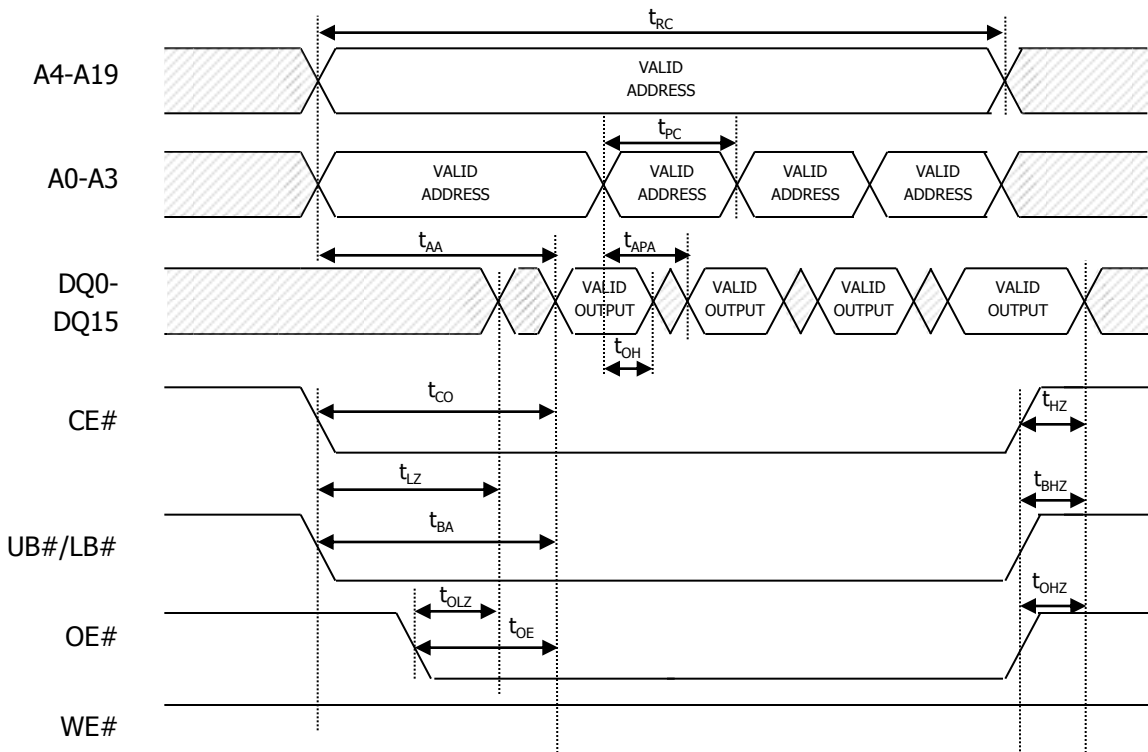 tRC
A4-A19
VALID
ADDRESS
tPC
A0-A3
VALID
ADDRESS
VALID
ADDRESS
VALID
ADDRESS
VALID
ADDRESS
tAA
tAPA
DQ0-
DQ15
VALID
OUTPUT
VALID
OUTPUT
VALID
OUTPUT
VALID
OUTPUT
tOH
CE#
tCO
tHZ
tLZ
tBHZ
UB#/LB#
tBA
tOLZ
tOHZ
OE#
tOE
WE#